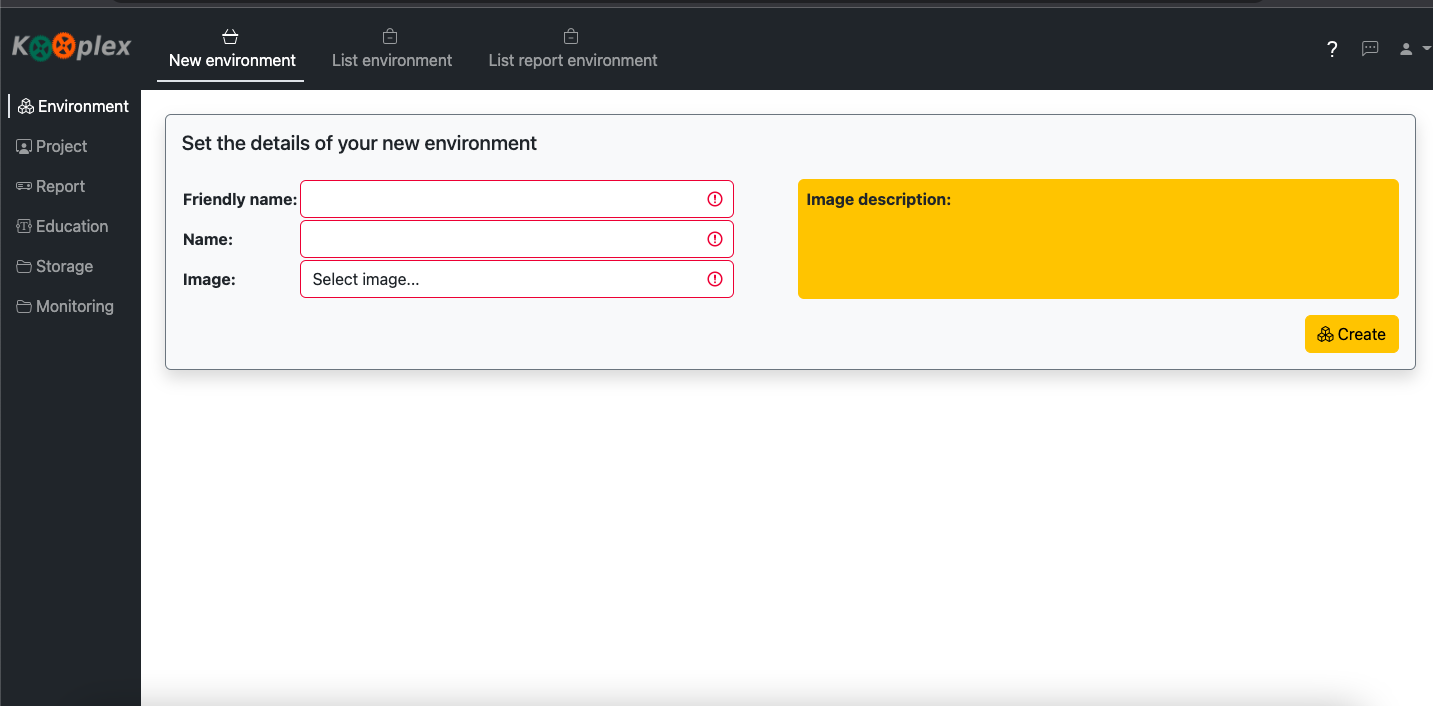 Kooplex
New environment
List environment
List report environment
?
Environment
Project
Report
Education
Storage
Monitoring
Set the details of your new environment
Friendly name:
Name:
Image:
Select image...
Image description:
Create